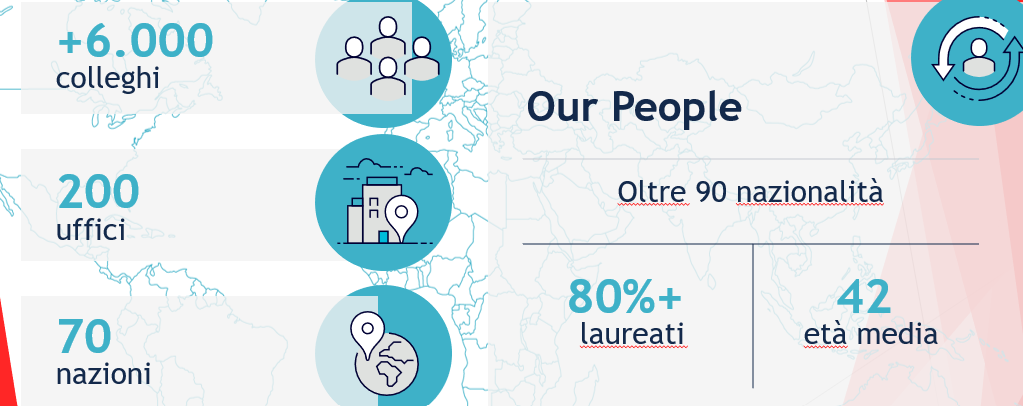 +6.000
colleghi
200
uffici
70
nazioni
Our People
Oltre 90 nazionalità
80%+
laureati
42
età media